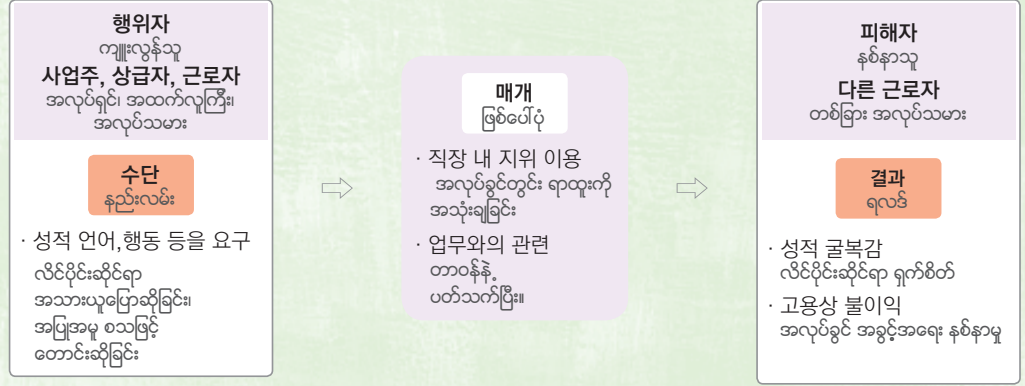 행위자
ကျူးလွန်သူ
사업주, 상급자, 근로자
အလုပ်ရှင်၊ အထက်လူကြီး၊
အလုပ်သမား
수단
နည်းလမ်း
· 성적 언어,행동 등을 요구
လိင်ပိုင်းဆိုင်ရာ
အသားယူပြောဆိုခြင်း၊
အပြုအမူ စသဖြင့်
တောင်းဆိုခြင်း
매개
ဖြစ်ပေါ်ပုံ
· 직장 내 지위 이용
အလုပ်ခွင်တွင်း ရာထူးကို
အသုံးချခြင်း
· 업무와의 관련
တာဝန်နဲ့
ပတ်သက်ပြီး။
피해자
နစ်နာသူ
다른 근로자
တစ်ခြား အလုပ်သမား
결과
ရလဒ်
· 성적 굴복감
လိင်ပိုင်းဆိုင်ရာ ရှက်စိတ်
· 고용상 불이익
အလုပ်ခွင် အခွင့်အရေး နစ်နာမှု